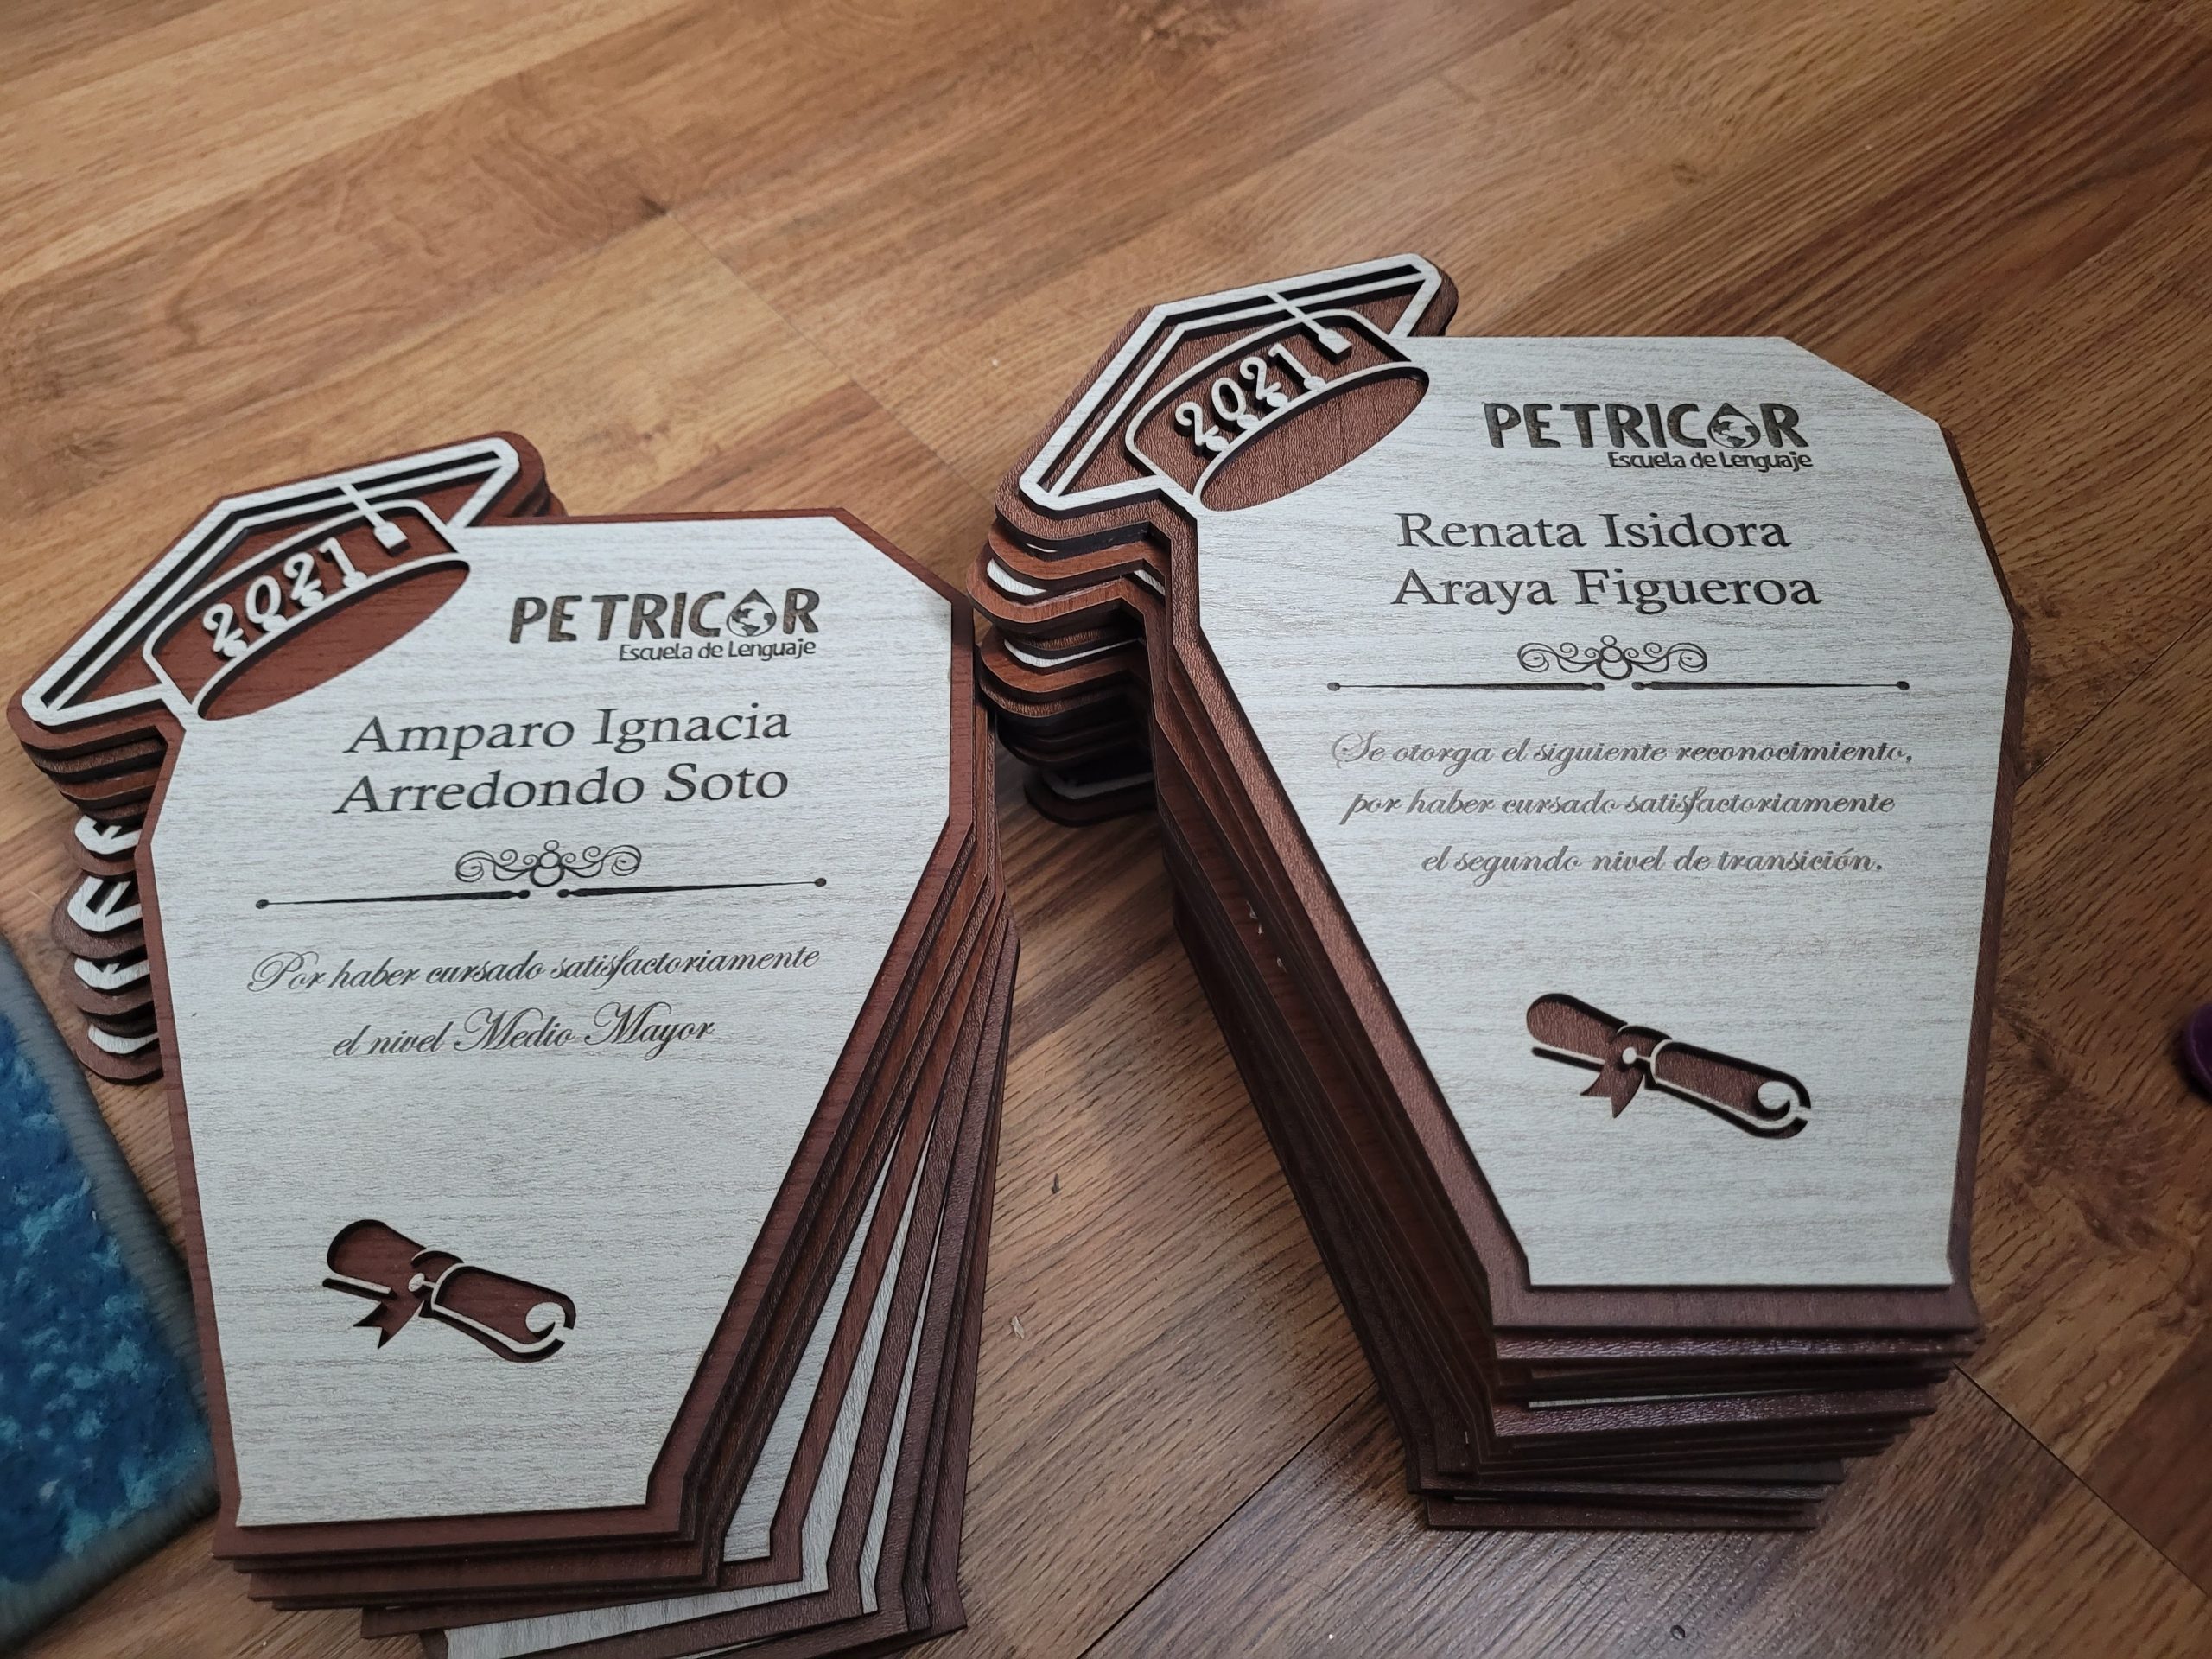 2021
PETRICOR
Escuela de Lenguaje
Amparo Ignacia
Arredondo Soto
Por haber cursado satisfactoriamente
el nivel Medio Mayor
2021
PETRICOR
Escuela de Lenguaje
Renata Isidora
Araya Figueroa
Se otorga el siguiente reconocimiento,
por haber cursado satisfactoriamente
el segundo nivel de transición.